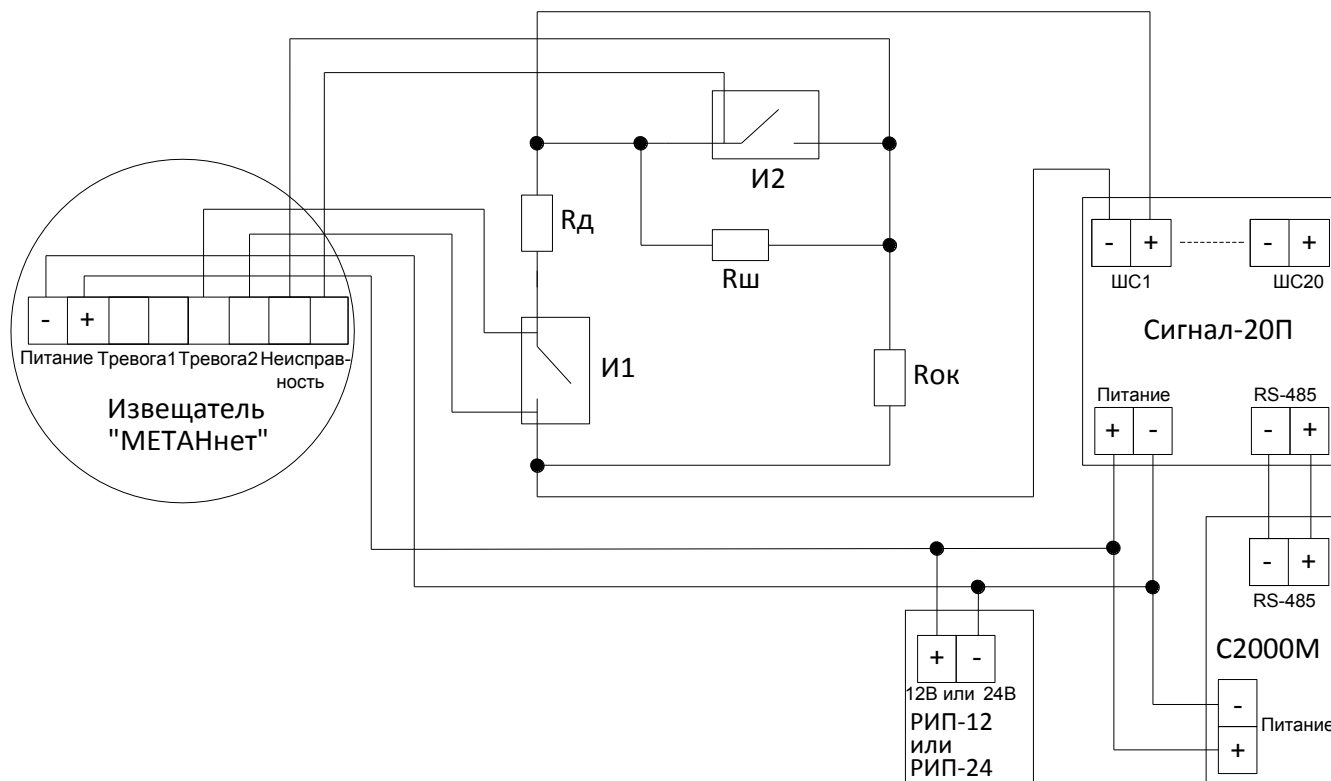 И2
Rд
Rш
- + - +
ШС1 ШС20
Сигнал-20П
- +
Питание Тревога1 Тревога2 Неисправ-
ность
Извещатель
"МЕТАНнет"
И1
Rок
Питание RS-485
+ - - +
- +
RS-485
С2000М
+ -
12В или 24В
РИП-12
или
РИП-24
-
+
Питание